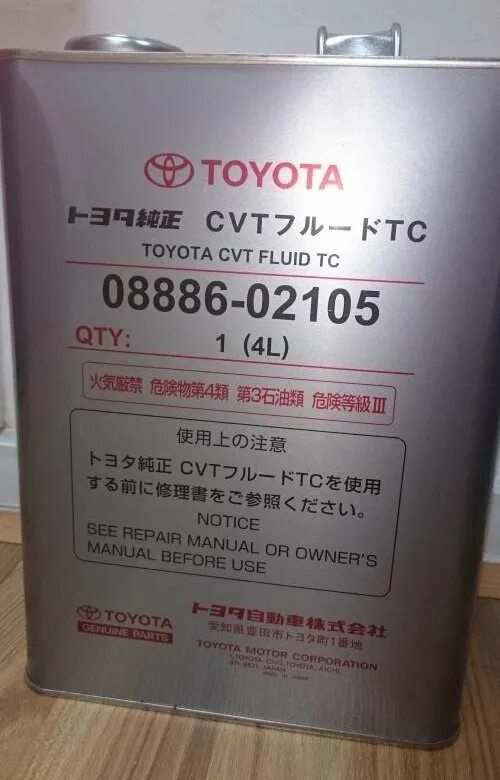 TOYOTA
トヨタ純正 CVTフルードTC
TOYOTA CVT FLUID TC
08886-02105
QTY: 1 (4L)
火気厳禁 危険物第4類 第3石油類 危険等級Ⅲ
使用上の注意
トヨタ純正 CVTフルードTCを使用
する前に修理書をご参照ください。
NOTICE
SEE REPAIR MANUAL OR OWNER'S
MANUAL BEFORE USE
TOYOTA
GENUINE PARTS
トヨタ自動車株式会社
愛知県豊田市トヨタ町1番地
TOYOTA MOTOR CORPORATION
1,TOYOTA-CHO,TOYOTA, AICHI,
JAPAN
MADE IN JAPAN